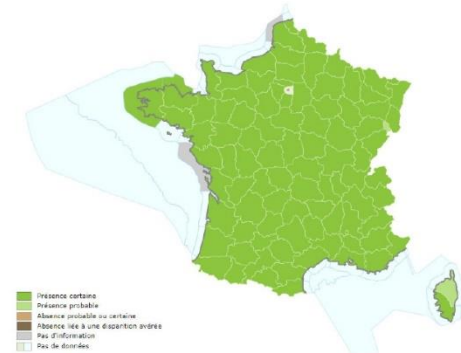 Présence certaine
Présence probable
Absence probable ou certaine
Absence liée à une disparition avérée
Pas d'information
Pas de données